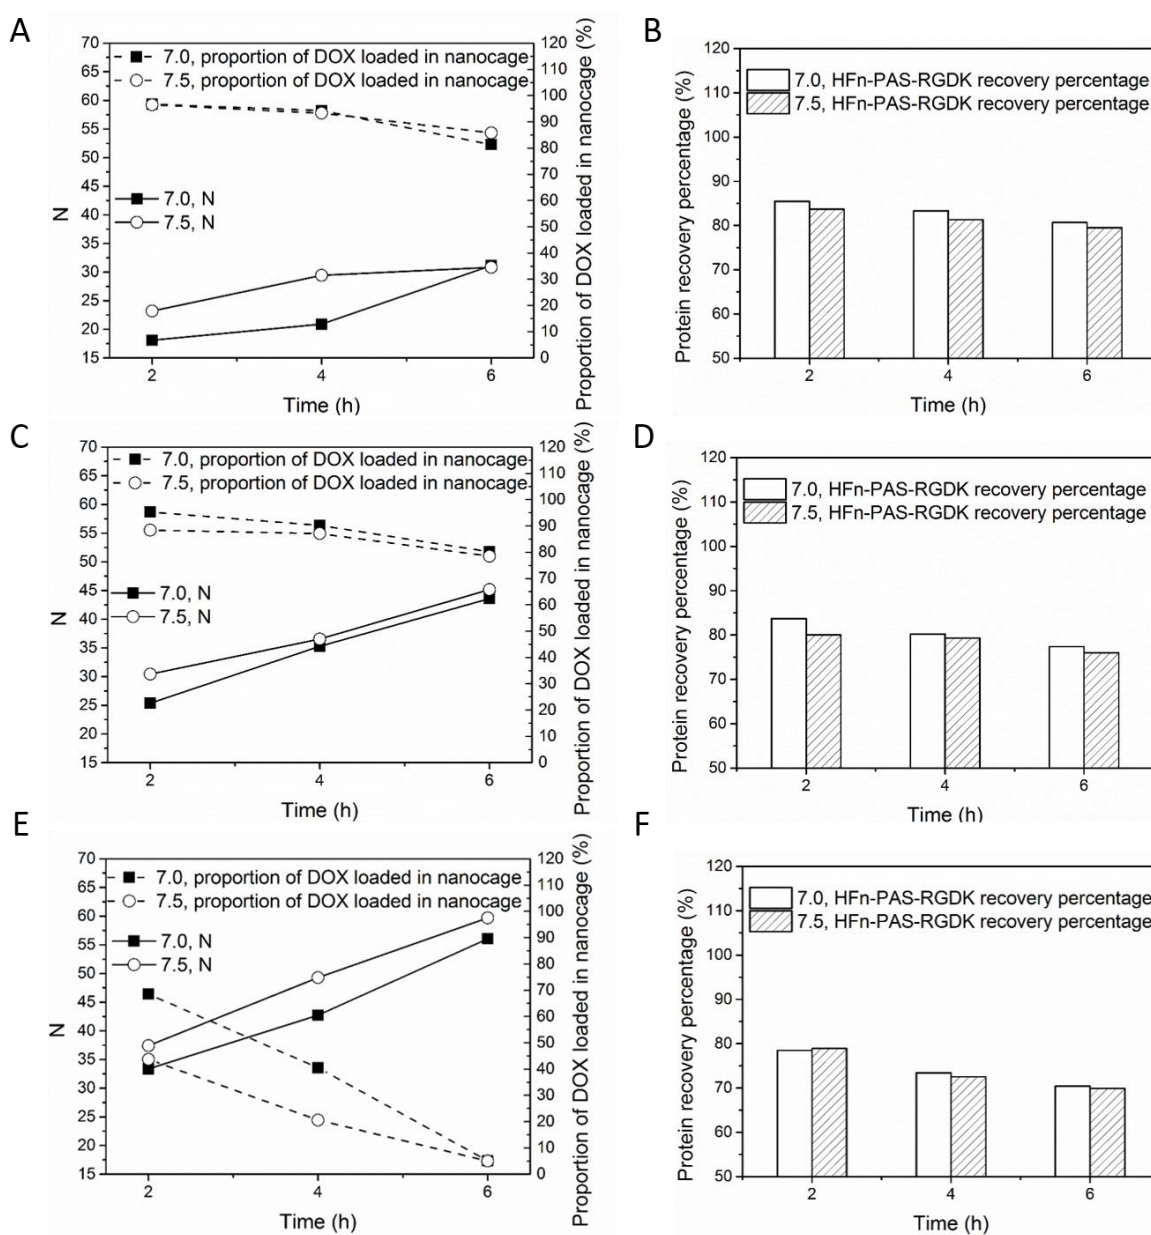 A
70
65
60
55
50
45
40
35
30
25
20
15
N
7.0, proportion of DOX loaded in nanocage
7.5, proportion of DOX loaded in nanocage
7.0, N
7.5, N
120
110
100
90
80
70
60
50
40
30
20
10
0
Proportion of DOX loaded in nanocage (%)
2 4 6
Time (h)
B
120
110
100
90
80
70
60
50
Protein recovery percentage (%)
7.0, HFn-PAS-RGDK recovery percentage
7.5, HFn-PAS-RGDK recovery percentage
2 4 6
Time (h)
C
70
65
60
55
50
45
40
35
30
25
20
15
N
7.0, proportion of DOX loaded in nanocage
7.5, proportion of DOX loaded in nanocage
7.0, N
7.5, N
120
110
100
90
80
70
60
50
40
30
20
10
0
Proportion of DOX loaded in nanocage (%)
2 4 6
Time (h)
D
120
110
100
90
80
70
60
50
Protein recovery percentage (%)
7.0, HFn-PAS-RGDK recovery percentage
7.5, HFn-PAS-RGDK recovery percentage
2 4 6
Time (h)
E
70
65
60
55
50
45
40
35
30
25
20
15
N
7.0, proportion of DOX loaded in nanocage
7.5, proportion of DOX loaded in nanocage
7.0, N
7.5, N
120
110
100
90
80
70
60
50
40
30
20
10
0
Proportion of DOX loaded in nanocage (%)
2 4 6
Time (h)
F
120
110
100
90
80
70
60
50
Protein recovery percentage (%)
7.0, HFn-PAS-RGDK recovery percentage
7.5, HFn-PAS-RGDK recovery percentage
2 4 6
Time (h)